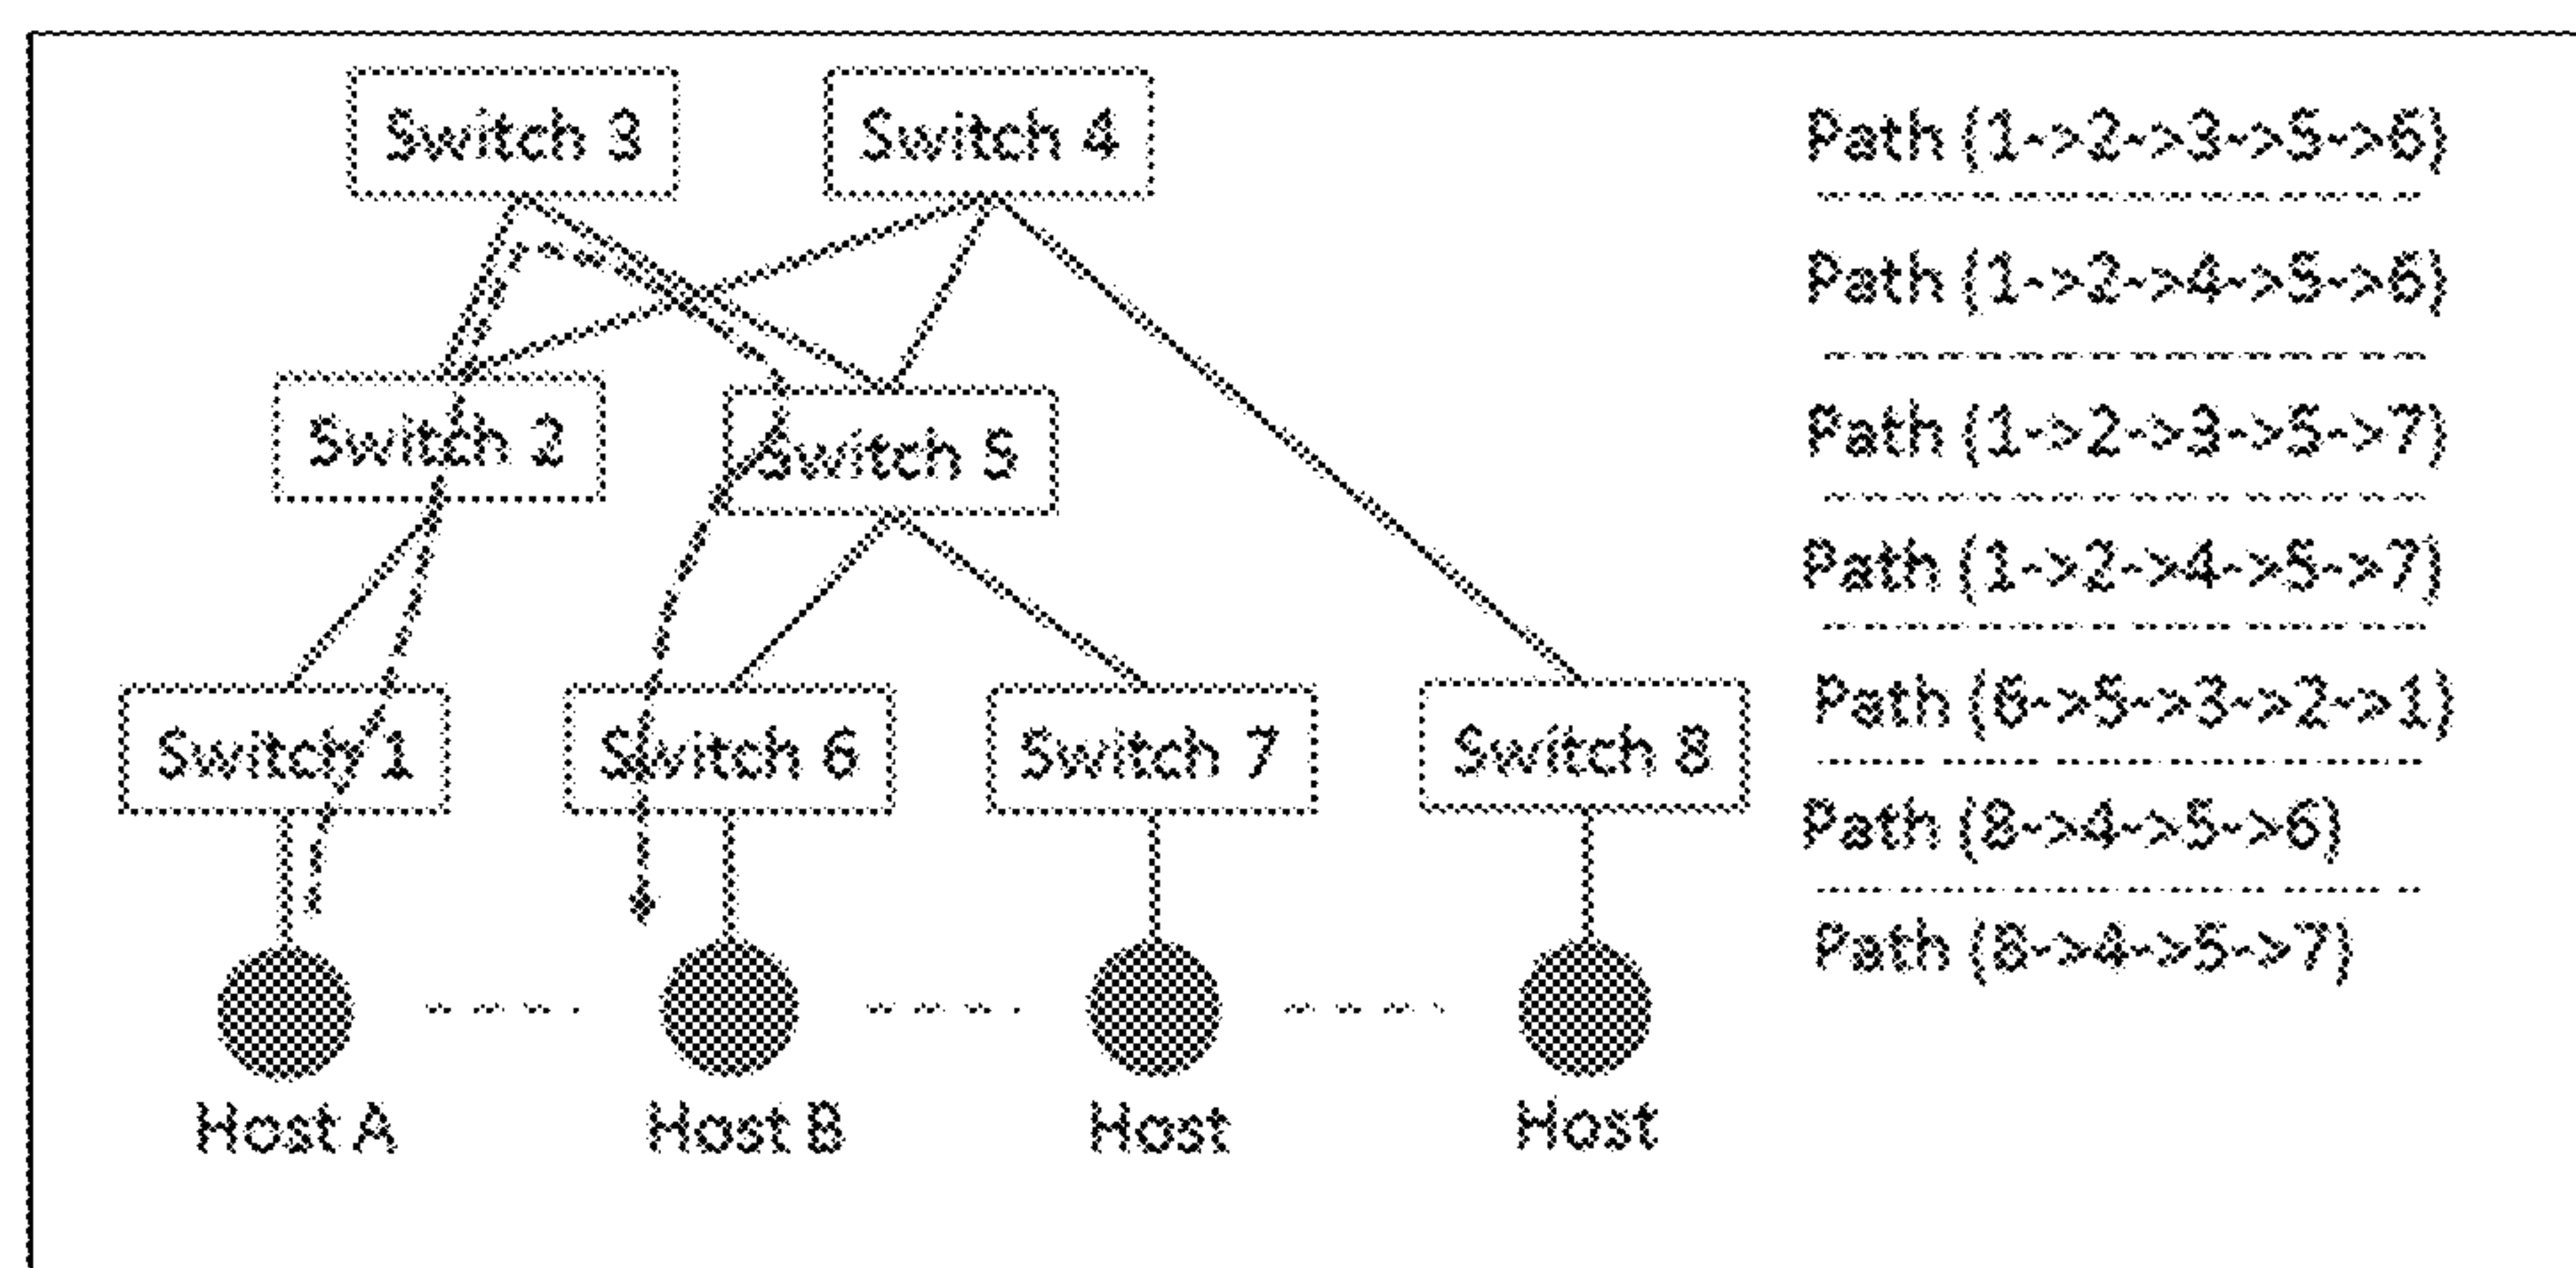 Switch 3
Switch 4
Switch 2
Switch 5
Switch 1
Switch 6
Switch 7
Switch 8
Host A
Host B
Host
Host
Path (1->2->3->5->6)
Path (1->2->4->5->6)
Path (1->2->3->5->7)
Path (1->2->4->5->7)
Path (6->5->3->2->1)
Path (8->4->5->6)
Path (8->4->5->7)